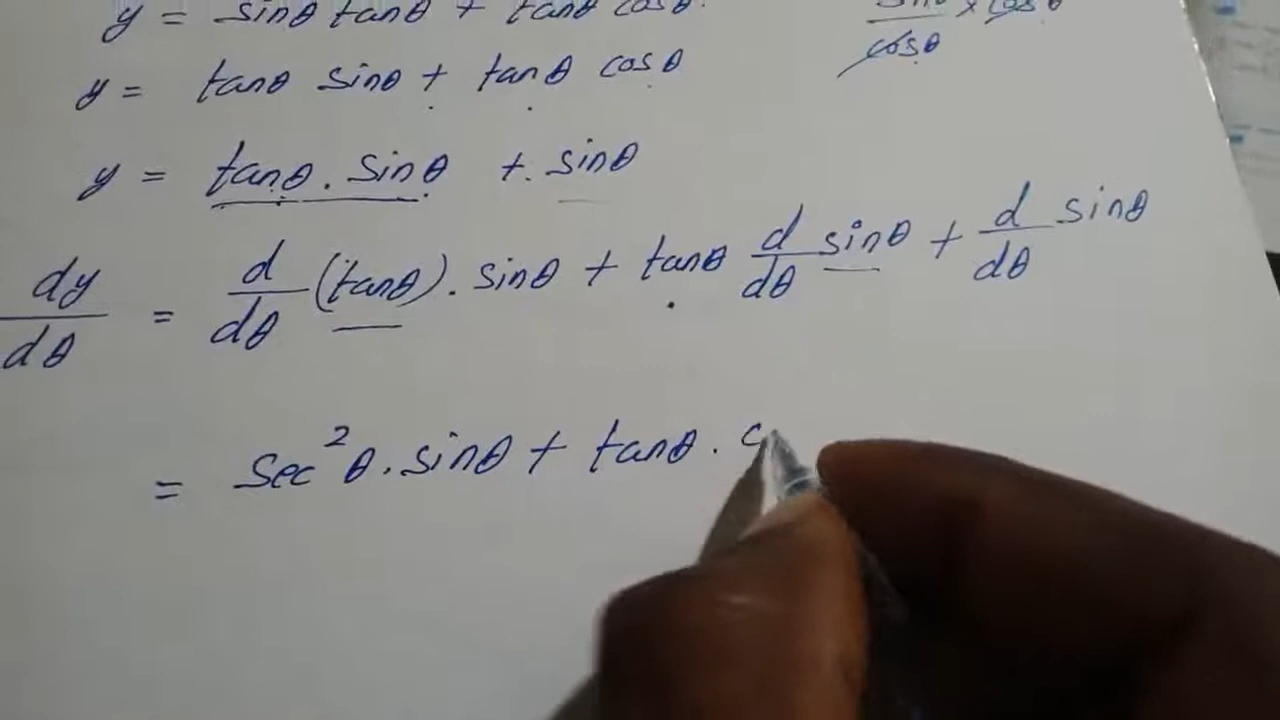 y = sinθ tanθ + tanθ cosθ.
cosθ
y = tanθ sinθ + tanθ cosθ
y = tanθ . sinθ + sinθ
dy/dθ = d/dθ (tanθ) . sinθ + tanθ d/dθ sinθ + d/dθ sinθ
= sec²θ . sinθ + tanθ . c